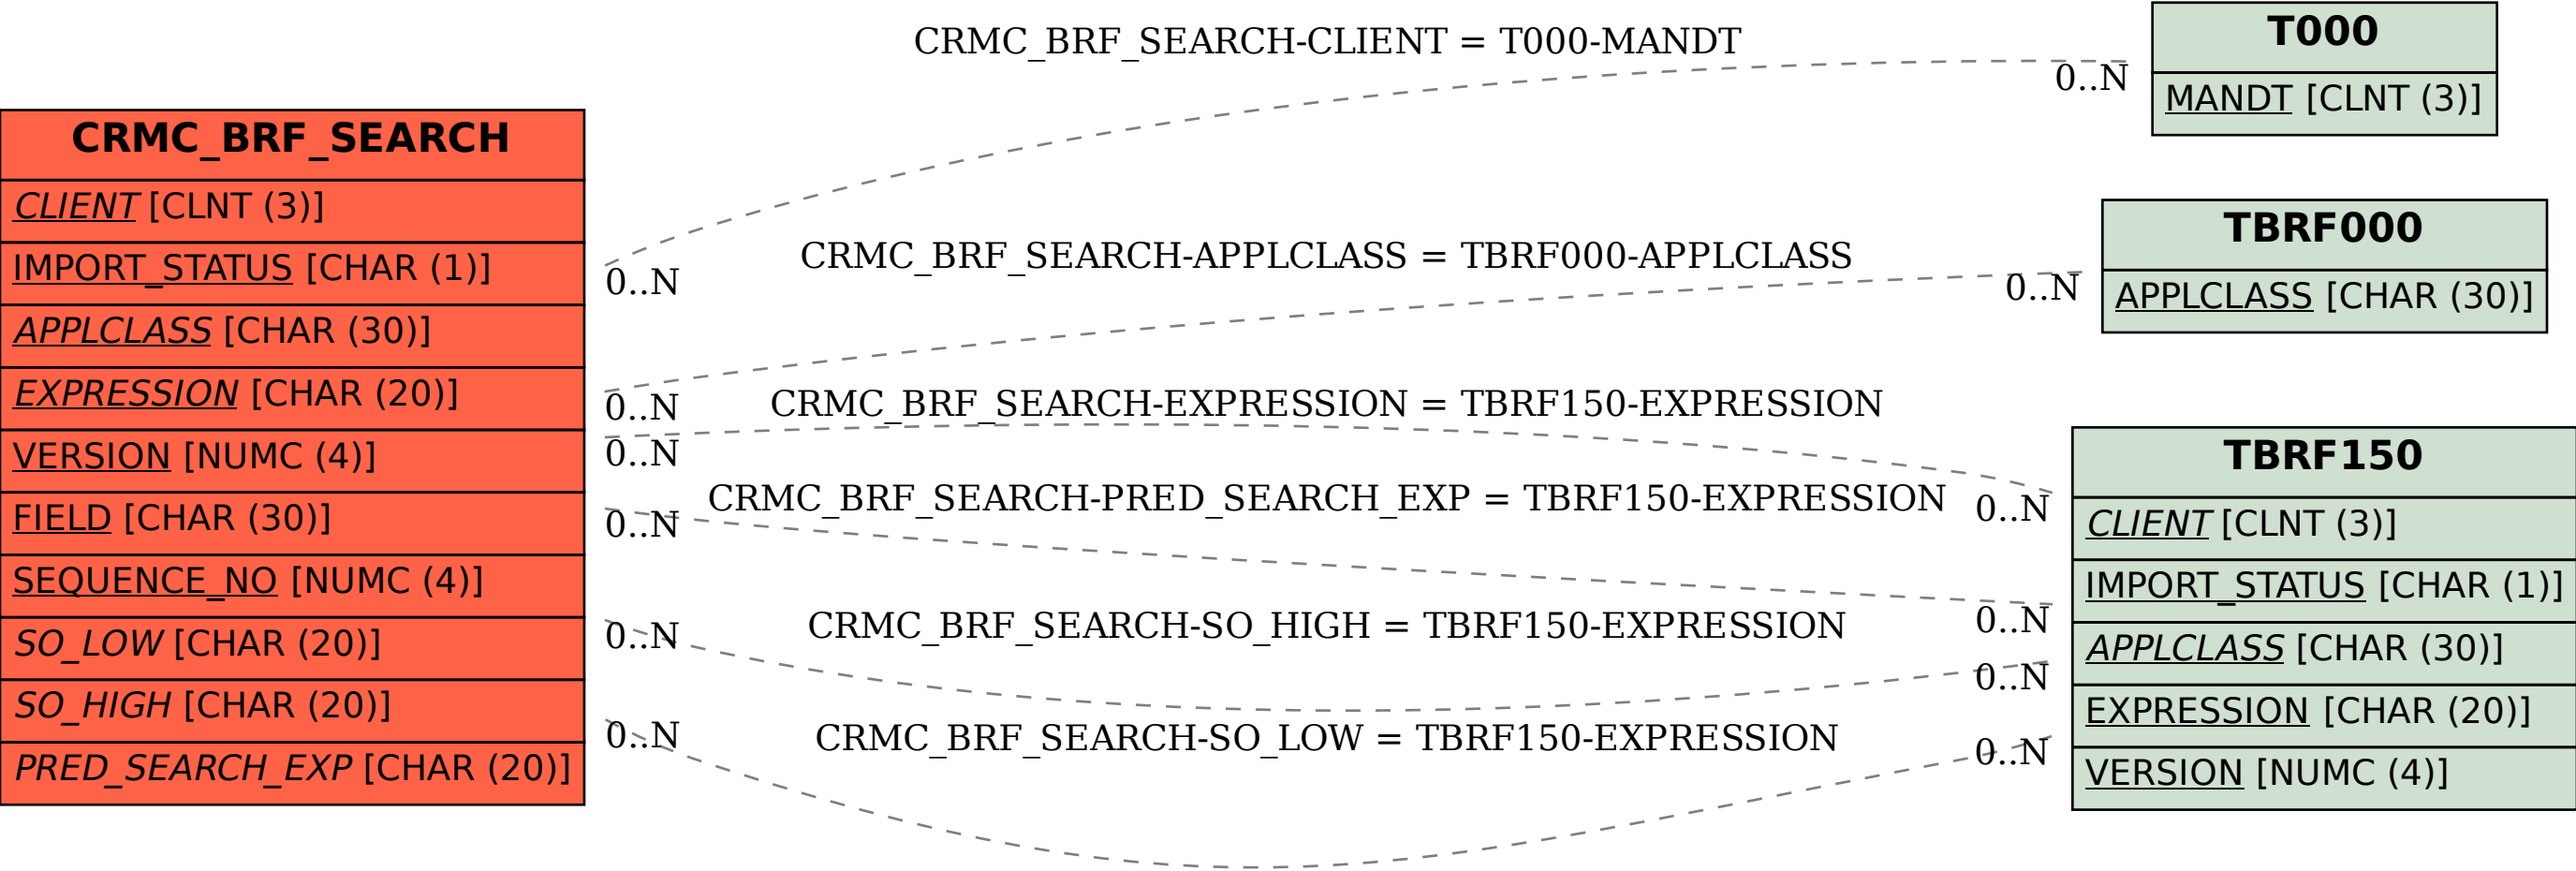 CRMC_BRF_SEARCH
CLIENT [CLNT (3)]
IMPORT_STATUS [CHAR (1)]
APPLCLASS [CHAR (30)]
EXPRESSION [CHAR (20)]
VERSION [NUMC (4)]
FIELD [CHAR (30)]
SEQUENCE_NO [NUMC (4)]
SO_LOW [CHAR (20)]
SO_HIGH [CHAR (20)]
PRED_SEARCH_EXP [CHAR (20)]
CRMC_BRF_SEARCH-CLIENT = T000-MANDT
0..N
0..N
CRMC_BRF_SEARCH-APPLCLASS = TBRF000-APPLCLASS
0..N
0..N
CRMC_BRF_SEARCH-EXPRESSION = TBRF150-EXPRESSION
0..N
0..N
CRMC_BRF_SEARCH-PRED_SEARCH_EXP = TBRF150-EXPRESSION
0..N
0..N
CRMC_BRF_SEARCH-SO_HIGH = TBRF150-EXPRESSION
0..N
0..N
CRMC_BRF_SEARCH-SO_LOW = TBRF150-EXPRESSION
0..N
0..N
T000
MANDT [CLNT (3)]
TBRF000
APPLCLASS [CHAR (30)]
TBRF150
CLIENT [CLNT (3)]
IMPORT_STATUS [CHAR (1)]
APPLCLASS [CHAR (30)]
EXPRESSION [CHAR (20)]
VERSION [NUMC (4)]